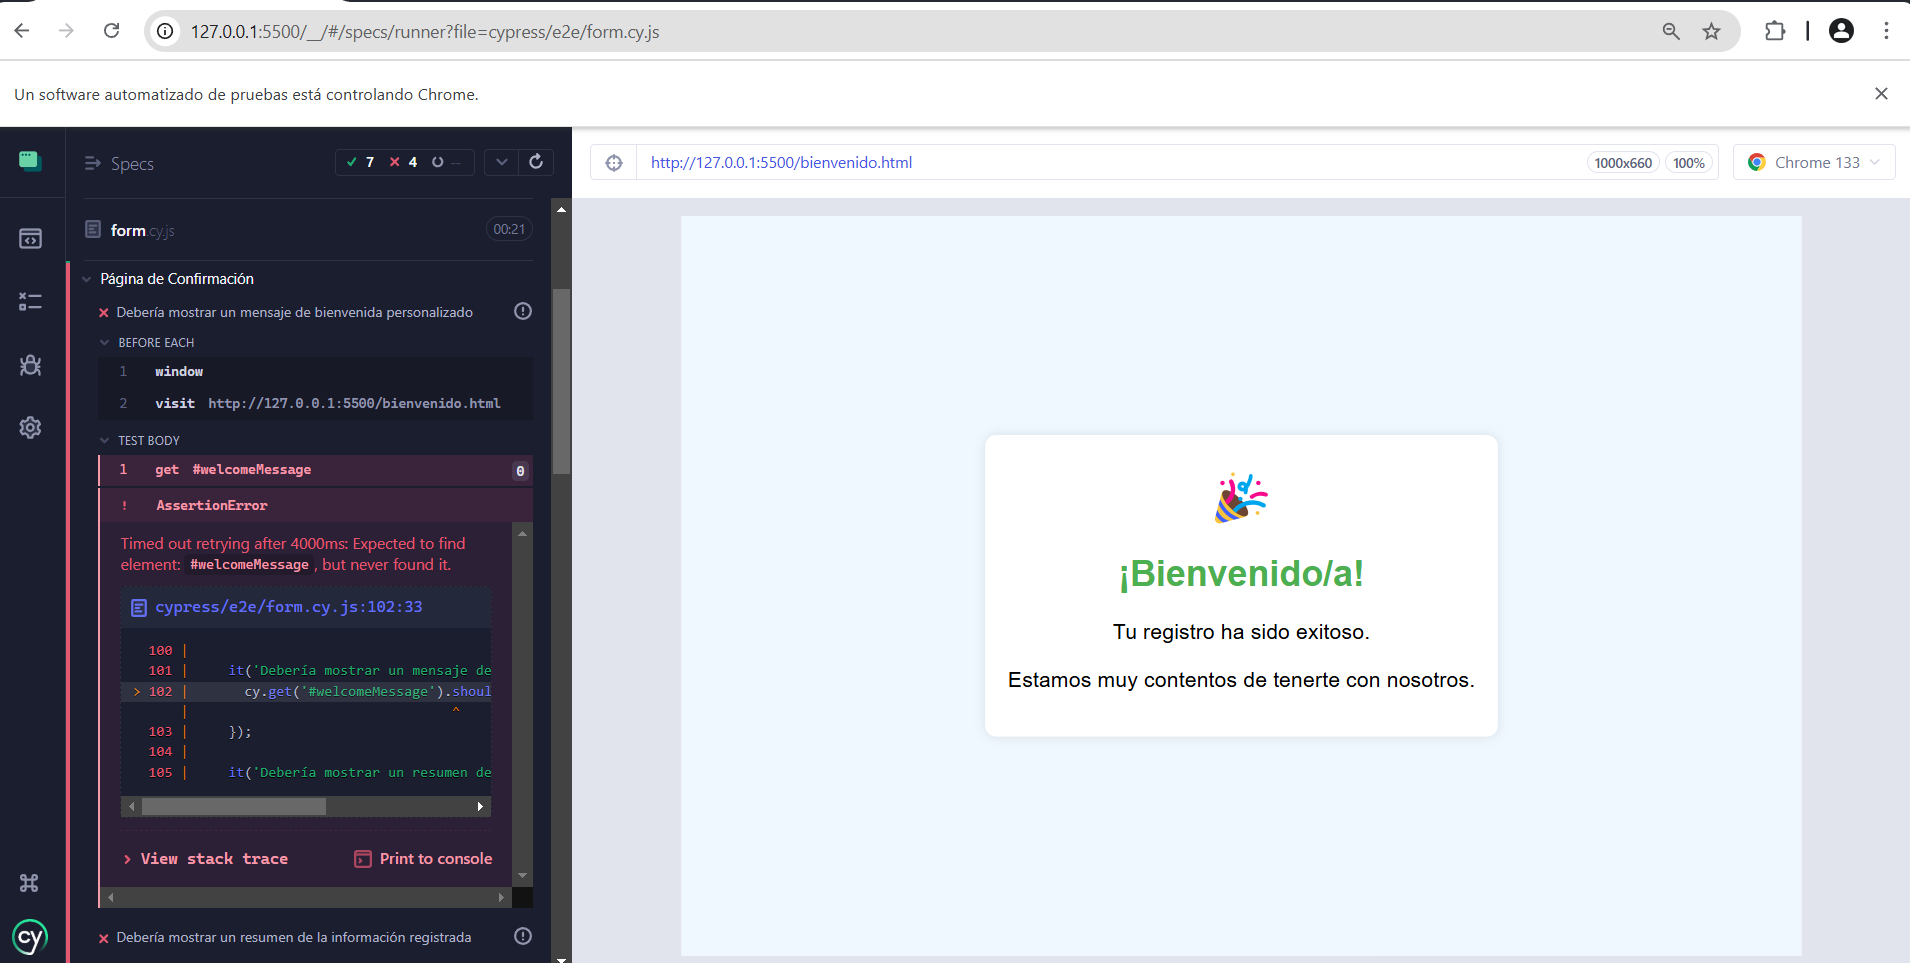 127.0.0.1:5500/__/#/specs/runner?file=cypress/e2e/form.cy.js
Un software automatizado de pruebas está controlando Chrome.
Specs
7 4 --
form.cy.js
00:21
Página de Confirmación
Debería mostrar un mensaje de bienvenida personalizado
BEFORE EACH
1 window
2 visit http://127.0.0.1:5500/bienvenido.html
TEST BODY
1 get #welcomeMessage 0
! AssertionError
Timed out retrying after 4000ms: Expected to find
element: #welcomeMessage, but never found it.
cypress/e2e/form.cy.js:102:33
100 |
101 | it('Debería mostrar un mensaje de
> 102 | cy.get('#welcomeMessage').shoul
| ^
103 | });
104 |
105 | it('Debería mostrar un resumen de
View stack trace
Print to console
Debería mostrar un resumen de la información registrada
cy
http://127.0.0.1:5500/bienvenido.html
1000x660
100%
Chrome 133
¡Bienvenido/a!
Tu registro ha sido exitoso.
Estamos muy contentos de tenerte con nosotros.